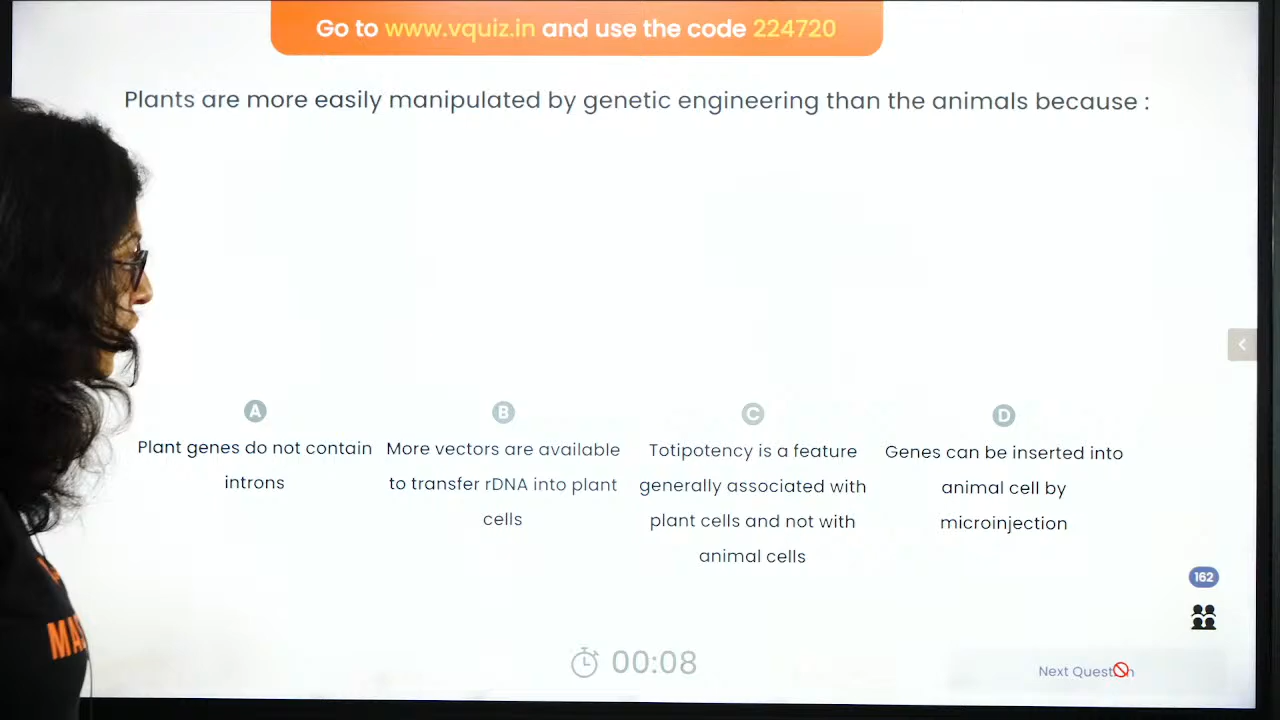 Go to www.vquiz.in and use the code 224720
Plants are more easily manipulated by genetic engineering than the animals because :
A
Plant genes do not contain
introns
B
More vectors are available
to transfer rDNA into plant
cells
C
Totipotency is a feature
generally associated with
plant cells and not with
animal cells
D
Genes can be inserted into
animal cell by
microinjection
162
00:08
Next